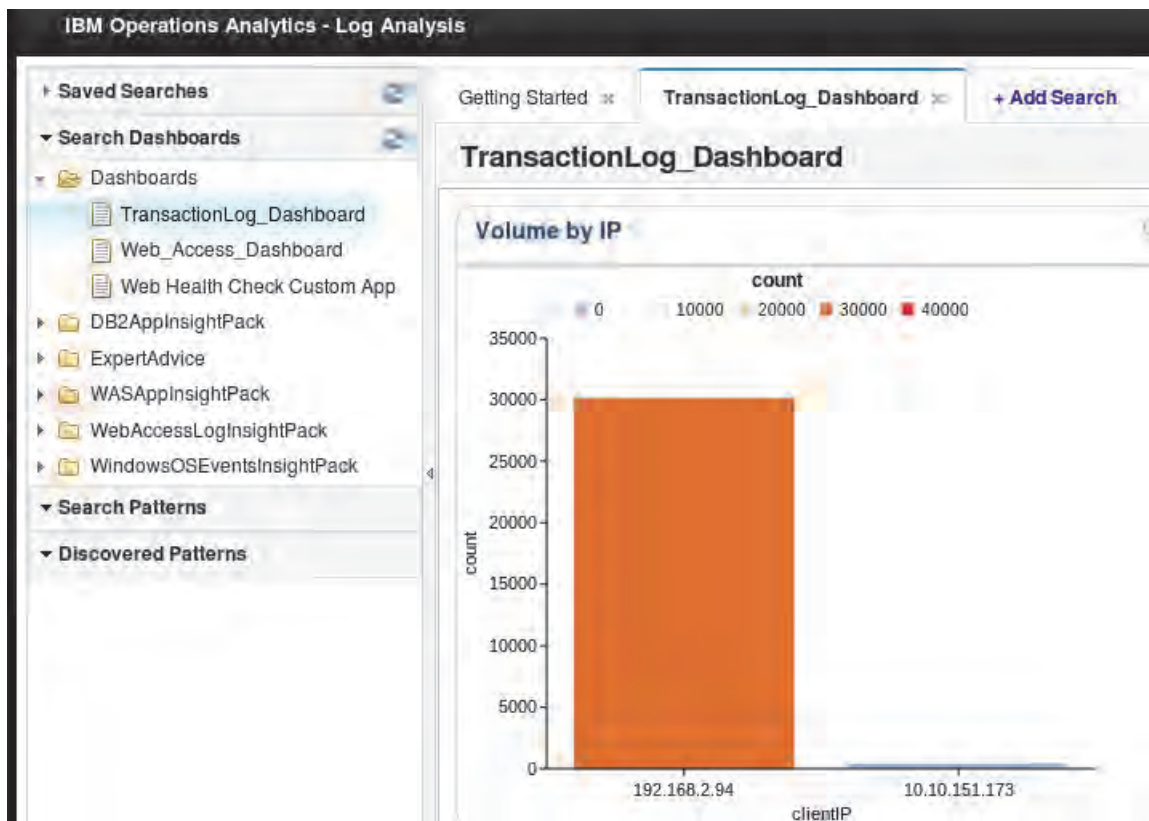 IBM Operations Analytics - Log Analysis
Saved Searches
Search Dashboards
Dashboards
TransactionLog_Dashboard
Web_Access_Dashboard
Web Health Check Custom App
DB2AppInsightPack
ExpertAdvice
WASAppInsightPack
WebAccessLogInsightPack
WindowsOSEventsInsightPack
Search Patterns
Discovered Patterns
Getting Started TransactionLog_Dashboard + Add Search
TransactionLog_Dashboard
Volume by IP
count
0 10000 20000 30000 40000
35000
30000
25000
20000
15000
10000
5000
0
count
192.168.2.94 10.10.151.173
clientIP